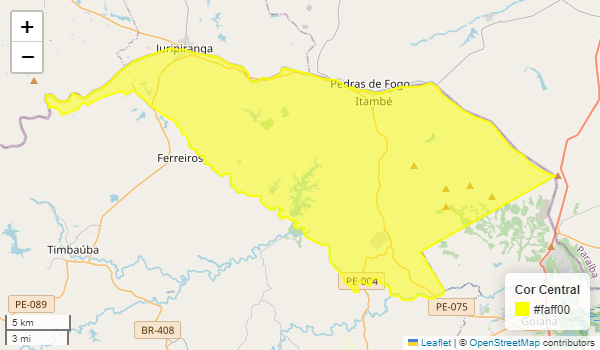 +
−
Juripiranga
Pedras de Fogo
Itambé
Ferreiros
Timbaúba
PE-004
PE-089
PE-075
BR-408
Paraíba
Goiana
Cor Central
#faff00
5 km
3 mi
Leaflet | © OpenStreetMap contributors